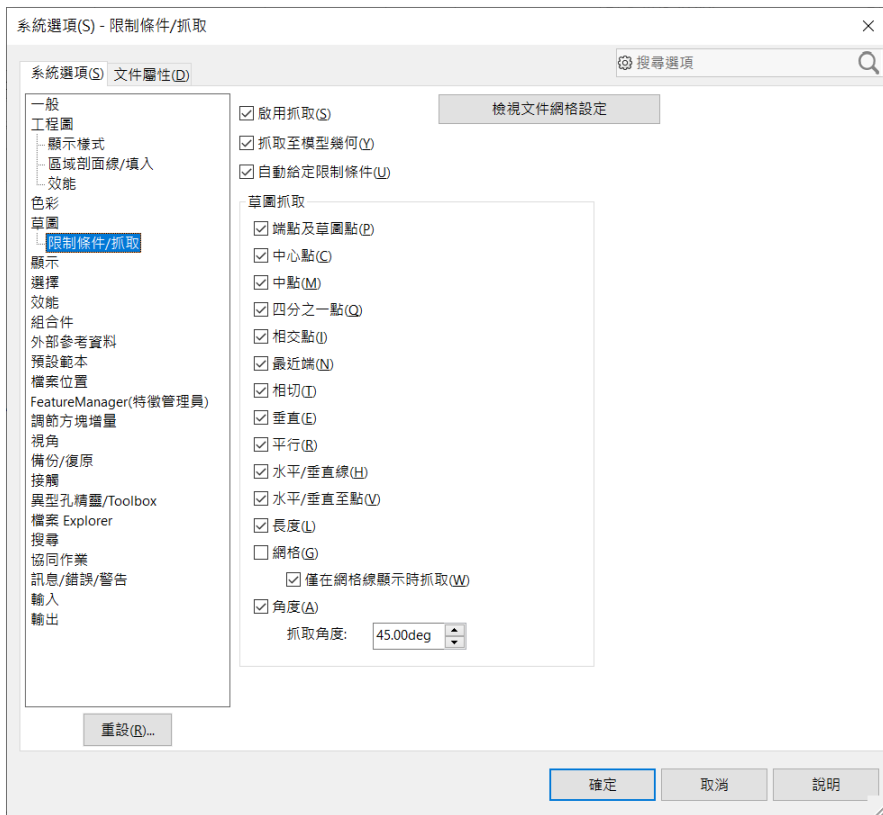 系統選項(S) - 限制條件/抓取
搜尋選項
系統選項(S) 文件屬性(D)
一般
工程圖
顯示樣式
區域剖面線/填入
效能
色彩
草圖
限制條件/抓取
顯示
選擇
效能
組合件
外部參考資料
預設範本
檔案位置
FeatureManager(特徵管理員)
調節方塊增量
視角
備份/復原
接觸
異型孔精靈/Toolbox
檔案 Explorer
搜尋
協同作業
訊息/錯誤/警告
輸入
輸出
重設(R)...
啟用抓取(S)
檢視文件網格設定
抓取至模型幾何(Y)
自動給定限制條件(U)
草圖抓取
端點及草圖點(P)
中心點(C)
中點(M)
四分之一點(Q)
相交點(I)
最近端(N)
相切(T)
垂直(E)
平行(R)
水平/垂直線(H)
水平/垂直至點(V)
長度(L)
網格(G)
僅在網格線顯示時抓取(W)
角度(A)
抓取角度: 45.00deg
確定 取消 說明